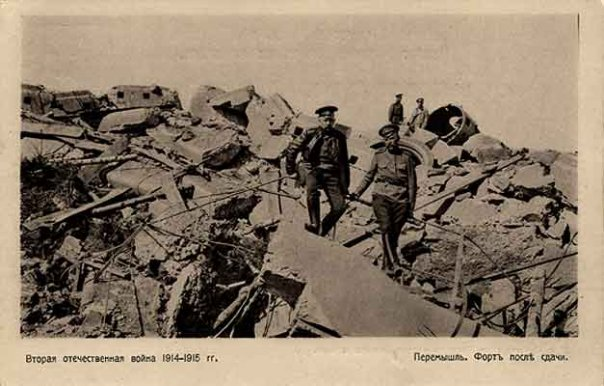 Вторая отечественная война 1914-1915 гг.
Перемышль. Фортъ послѣ сдачи.